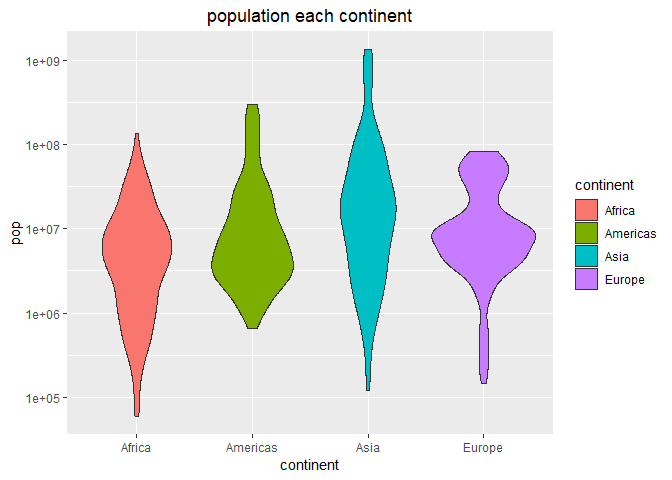 population each continent
pop
1e+09
1e+08
1e+07
1e+06
1e+05
Africa
Americas
Asia
Europe
continent
continent
Africa
Americas
Asia
Europe